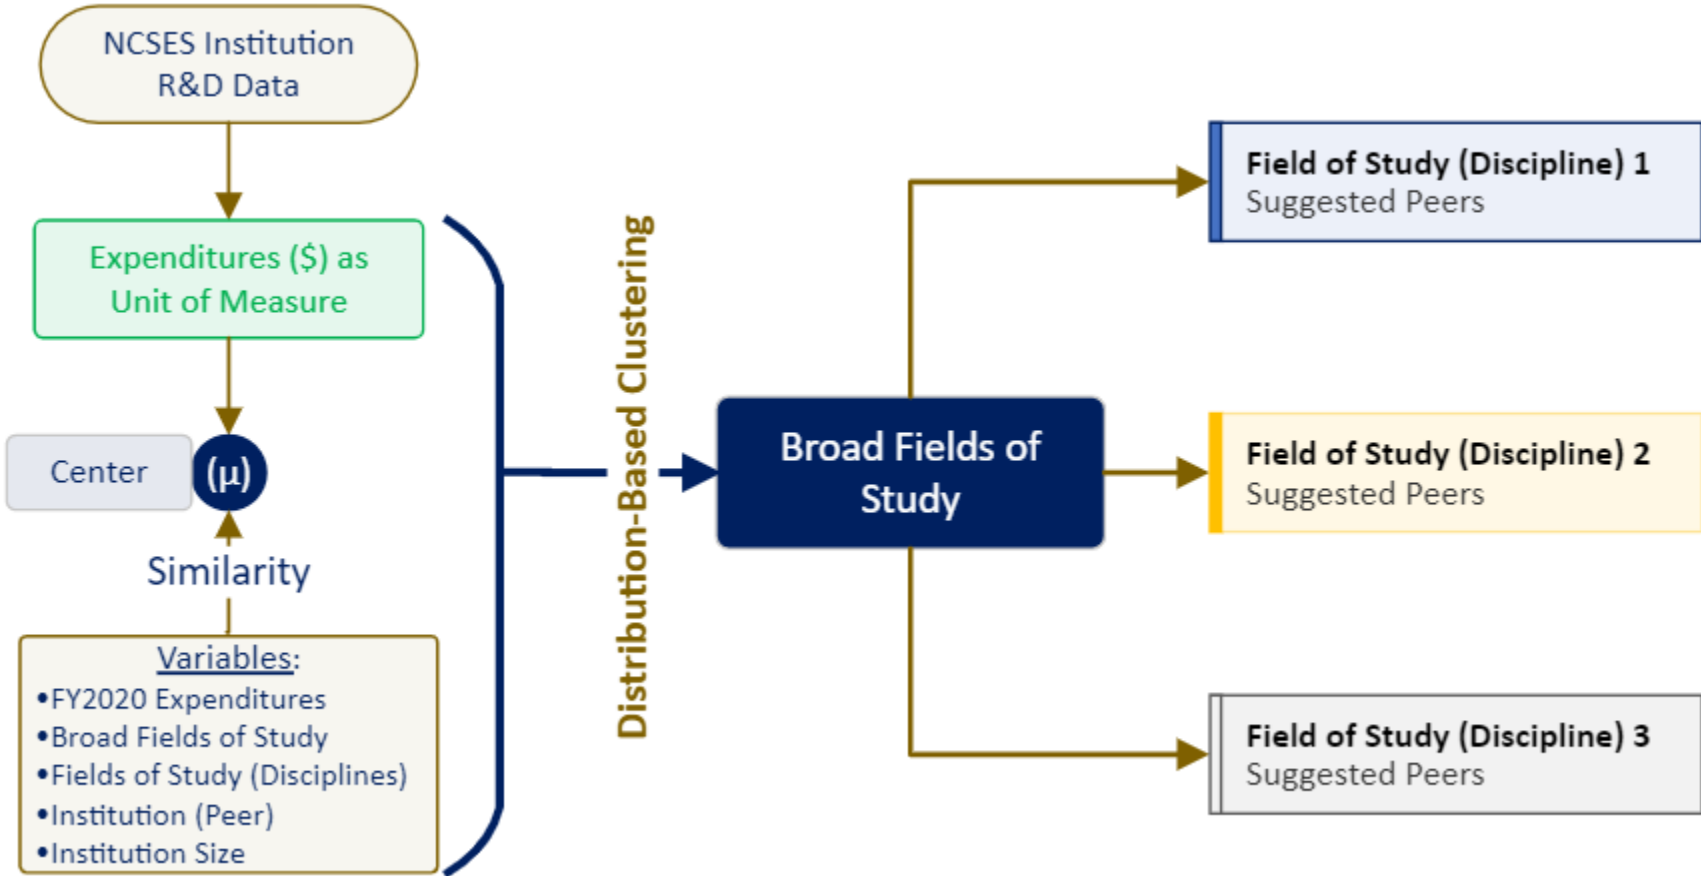 NCSES Institution
R&D Data
Expenditures ($) as
Unit of Measure
Center
(μ)
Similarity
Variables:
•FY2020 Expenditures
•Broad Fields of Study
•Fields of Study (Disciplines)
•Institution (Peer)
•Institution Size
Distribution-Based Clustering
Broad Fields of
Study
Field of Study (Discipline) 1
Suggested Peers
Field of Study (Discipline) 2
Suggested Peers
Field of Study (Discipline) 3
Suggested Peers